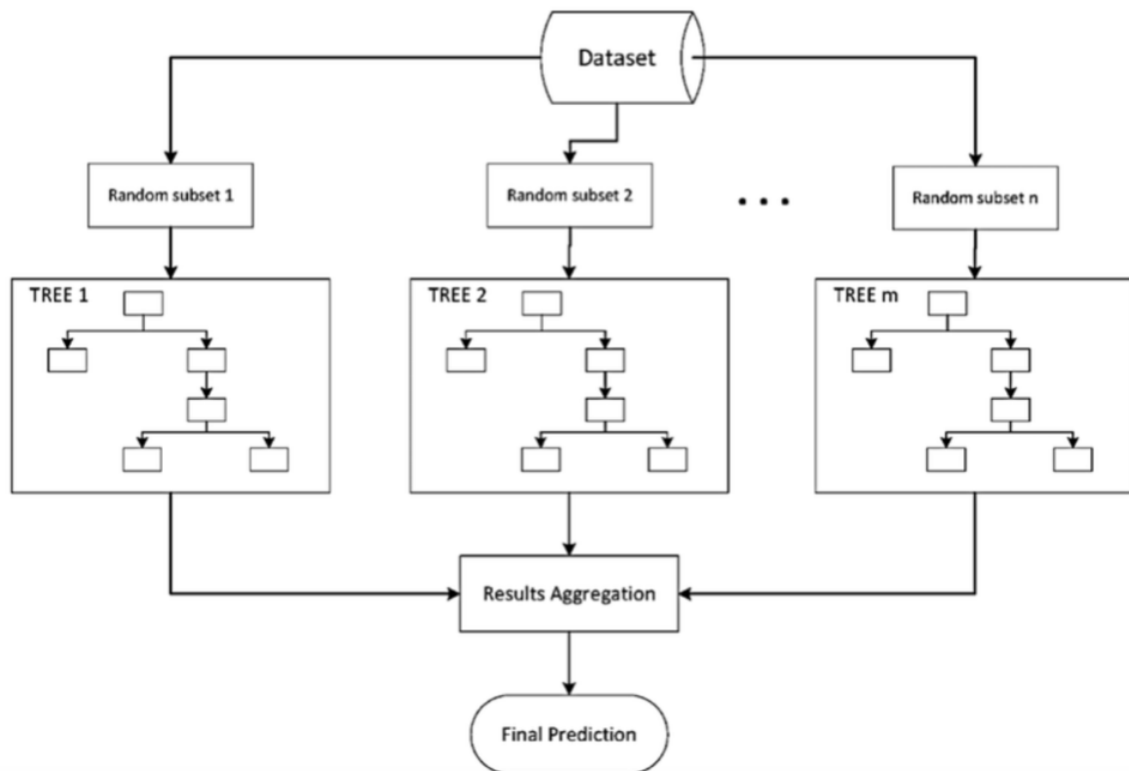 Dataset
Random subset 1
Random subset 2
. . .
Random subset n
TREE 1
TREE 2
TREE m
Results Aggregation
Final Prediction